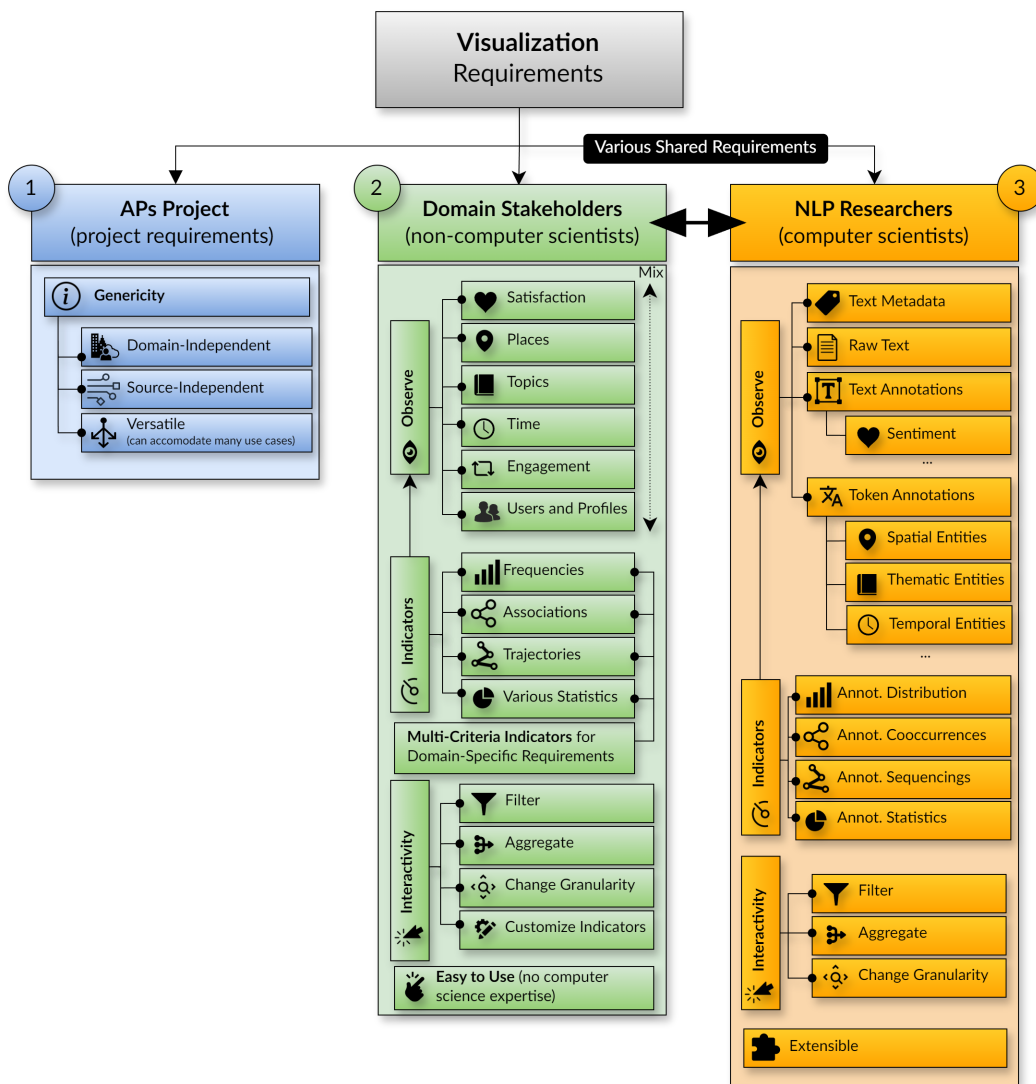 Visualization
Requirements
Various Shared Requirements
1
APs Project
(project requirements)
Genericity
Domain-Independent
Source-Independent
Versatile
(can accomodate many use cases)
2
Domain Stakeholders
(non-computer scientists)
Mix
Observe
Satisfaction
Places
Topics
Time
Engagement
Users and Profiles
Indicators
Frequencies
Associations
Trajectories
Various Statistics
Multi-Criteria Indicators for
Domain-Specific Requirements
Interactivity
Filter
Aggregate
Change Granularity
Customize Indicators
Easy to Use (no computer
science expertise)
3
NLP Researchers
(computer scientists)
Observe
Text Metadata
Raw Text
Text Annotations
Sentiment
...
Token Annotations
Spatial Entities
Thematic Entities
Temporal Entities
...
Indicators
Annot. Distribution
Annot. Cooccurrences
Annot. Sequencings
Annot. Statistics
Interactivity
Filter
Aggregate
Change Granularity
Extensible